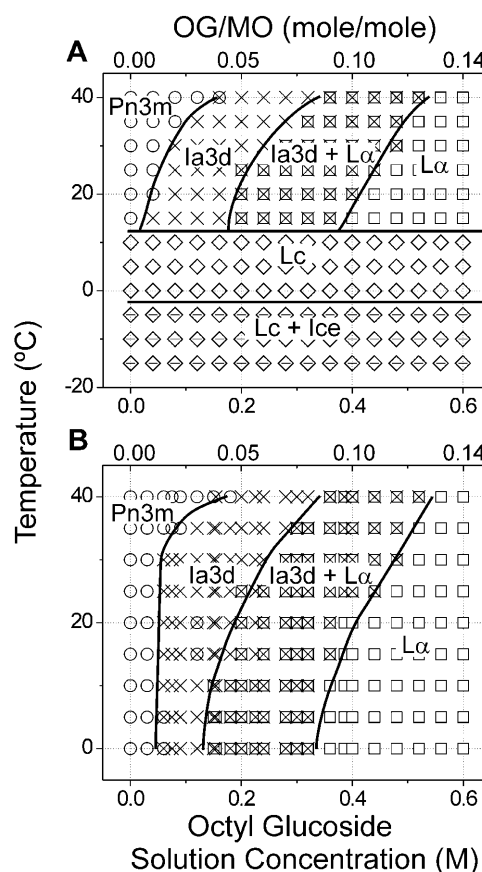 OG/MO (mole/mole)
0.00 0.05 0.10 0.14
A
40
20
0
-20
Pn3m
Ia3d
Ia3d + Lα
Lα
Lc
Lc + Ice
0.0 0.2 0.4 0.6
Temperature (ºC)
0.00 0.05 0.10 0.14
B
40
20
0
Pn3m
Ia3d
Ia3d + Lα
Lα
0.0 0.2 0.4 0.6
Octyl Glucoside
Solution Concentration (M)